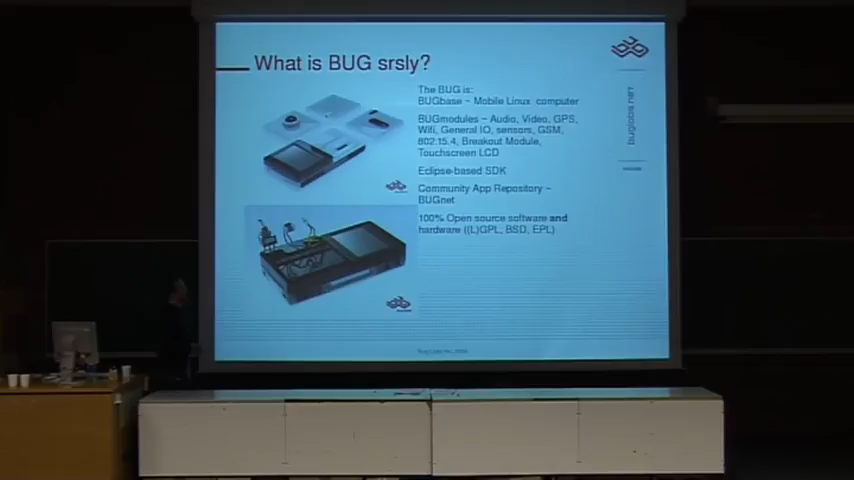 What is BUG srsly?
The BUG is:
BUGbase - Mobile Linux computer
BUGmodules - Audio, Video, GPS,
Wifi, General IO, sensors, GSM,
802.15.4, Breakout Module,
Touchscreen LCD
Eclipse-based SDK
Community App Repository -
BUGnet
100% Open source software and
hardware ((L)GPL, BSD, EPL)
buglabs.net